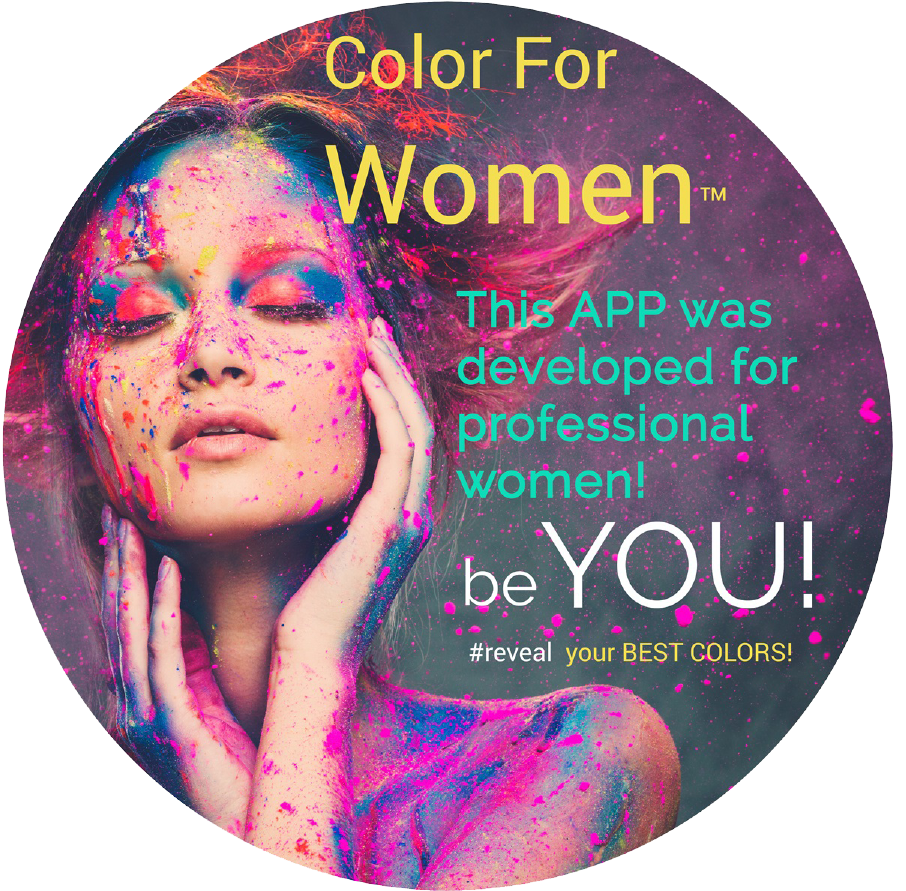 Color For
Women™
This APP was
developed for
professional
women!
be YOU!
#reveal your BEST COLORS!